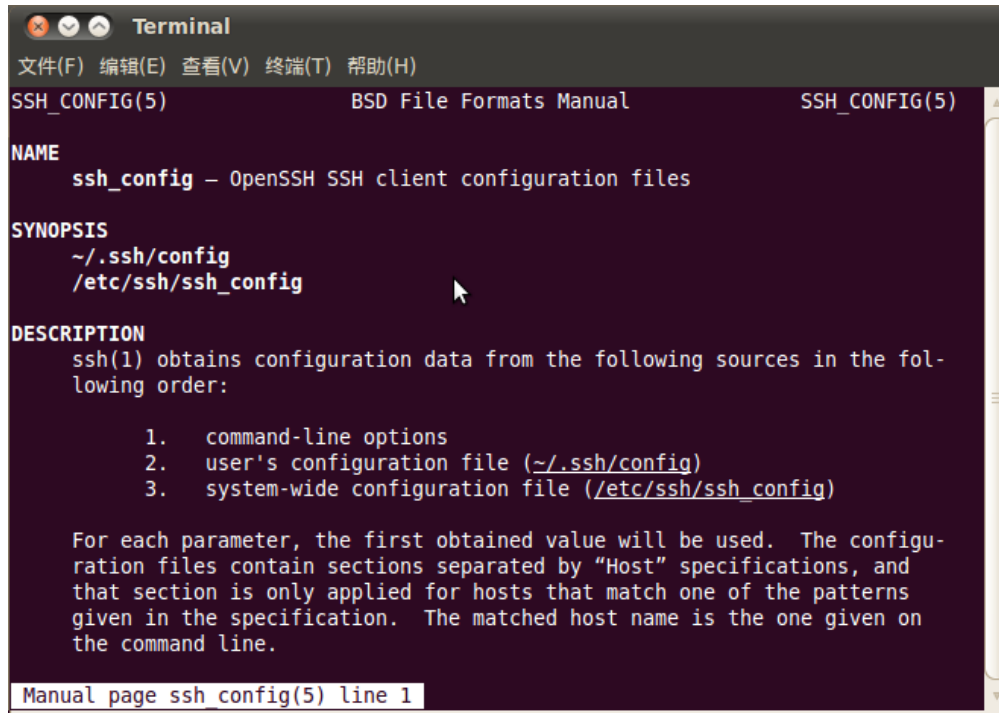 Terminal
文件(F) 编辑(E) 查看(V) 终端(T) 帮助(H)
SSH_CONFIG(5) BSD File Formats Manual SSH_CONFIG(5)
NAME
ssh_config — OpenSSH SSH client configuration files
SYNOPSIS
~/.ssh/config
/etc/ssh/ssh_config
DESCRIPTION
ssh(1) obtains configuration data from the following sources in the fol-
lowing order:
1. command-line options
2. user's configuration file (~/.ssh/config)
3. system-wide configuration file (/etc/ssh/ssh_config)
For each parameter, the first obtained value will be used. The configu-
ration files contain sections separated by “Host” specifications, and
that section is only applied for hosts that match one of the patterns
given in the specification. The matched host name is the one given on
the command line.
Manual page ssh_config(5) line 1